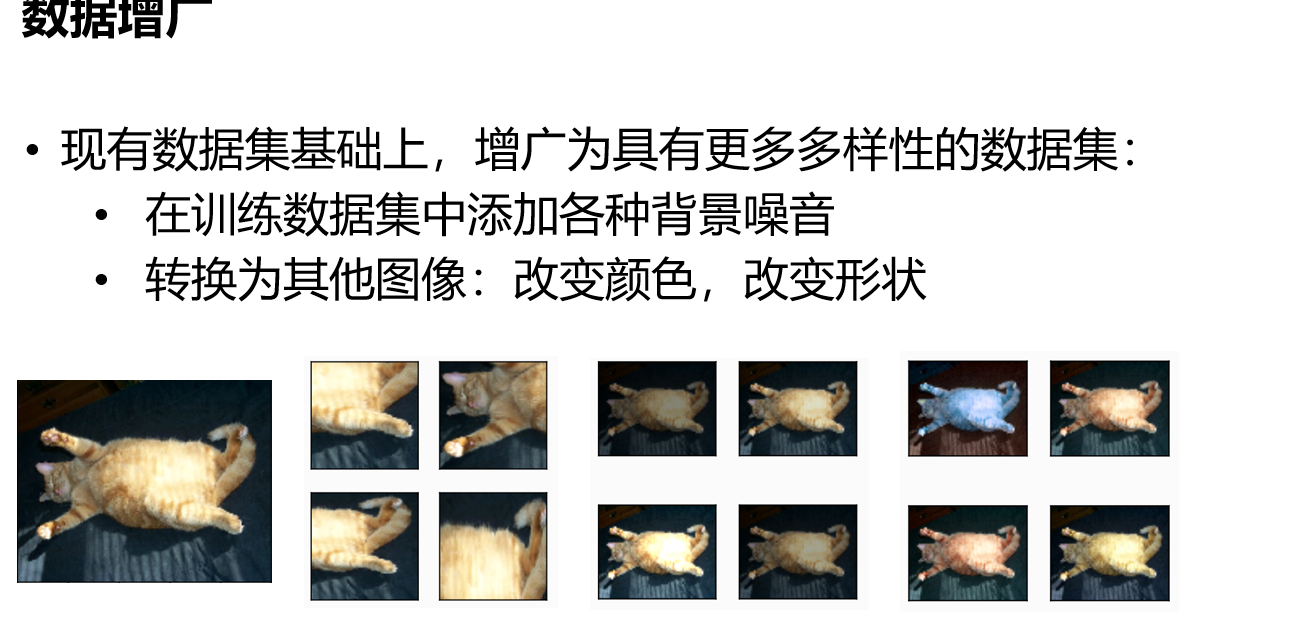 数据增广
• 现有数据集基础上，增广为具有更多多样性的数据集：
• 在训练数据集中添加各种背景噪音
• 转换为其他图像：改变颜色，改变形状